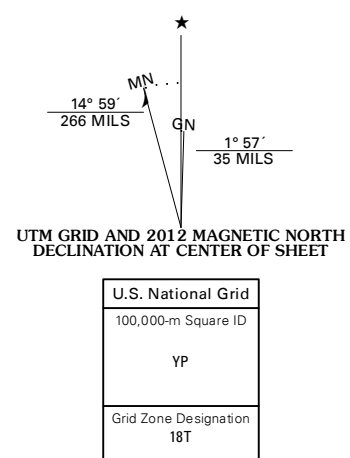 ★
MN
14° 59´
266 MILS
GN
1° 57´
35 MILS
UTM GRID AND 2012 MAGNETIC NORTH
DECLINATION AT CENTER OF SHEET
U.S. National Grid
100,000-m Square ID
YP
Grid Zone Designation
18T